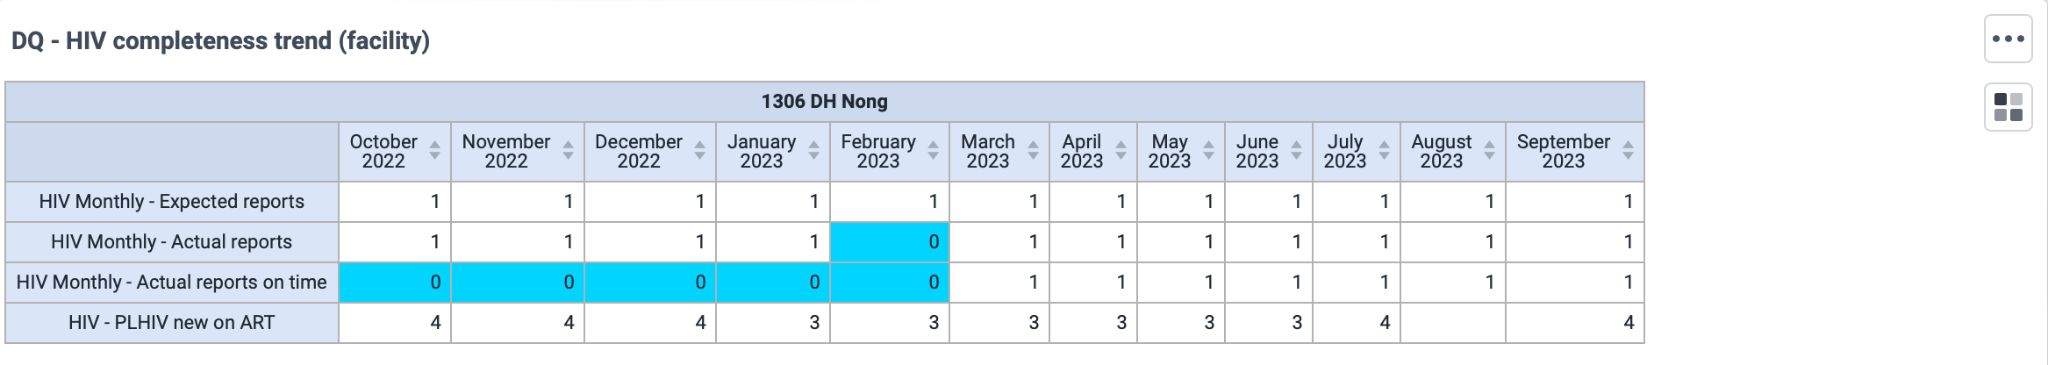 DQ - HIV completeness trend (facility)
1306 DH Nong
October 2022 November 2022 December 2022 January 2023 February 2023 March 2023 April 2023 May 2023 June 2023 July 2023 August 2023 September 2023
HIV Monthly - Expected reports 1 1 1 1 1 1 1 1 1 1 1 1
HIV Monthly - Actual reports 1 1 1 1 0 1 1 1 1 1 1 1
HIV Monthly - Actual reports on time 0 0 0 0 0 1 1 1 1 1 1 1
HIV - PLHIV new on ART 4 4 4 3 3 3 3 3 3 4 4